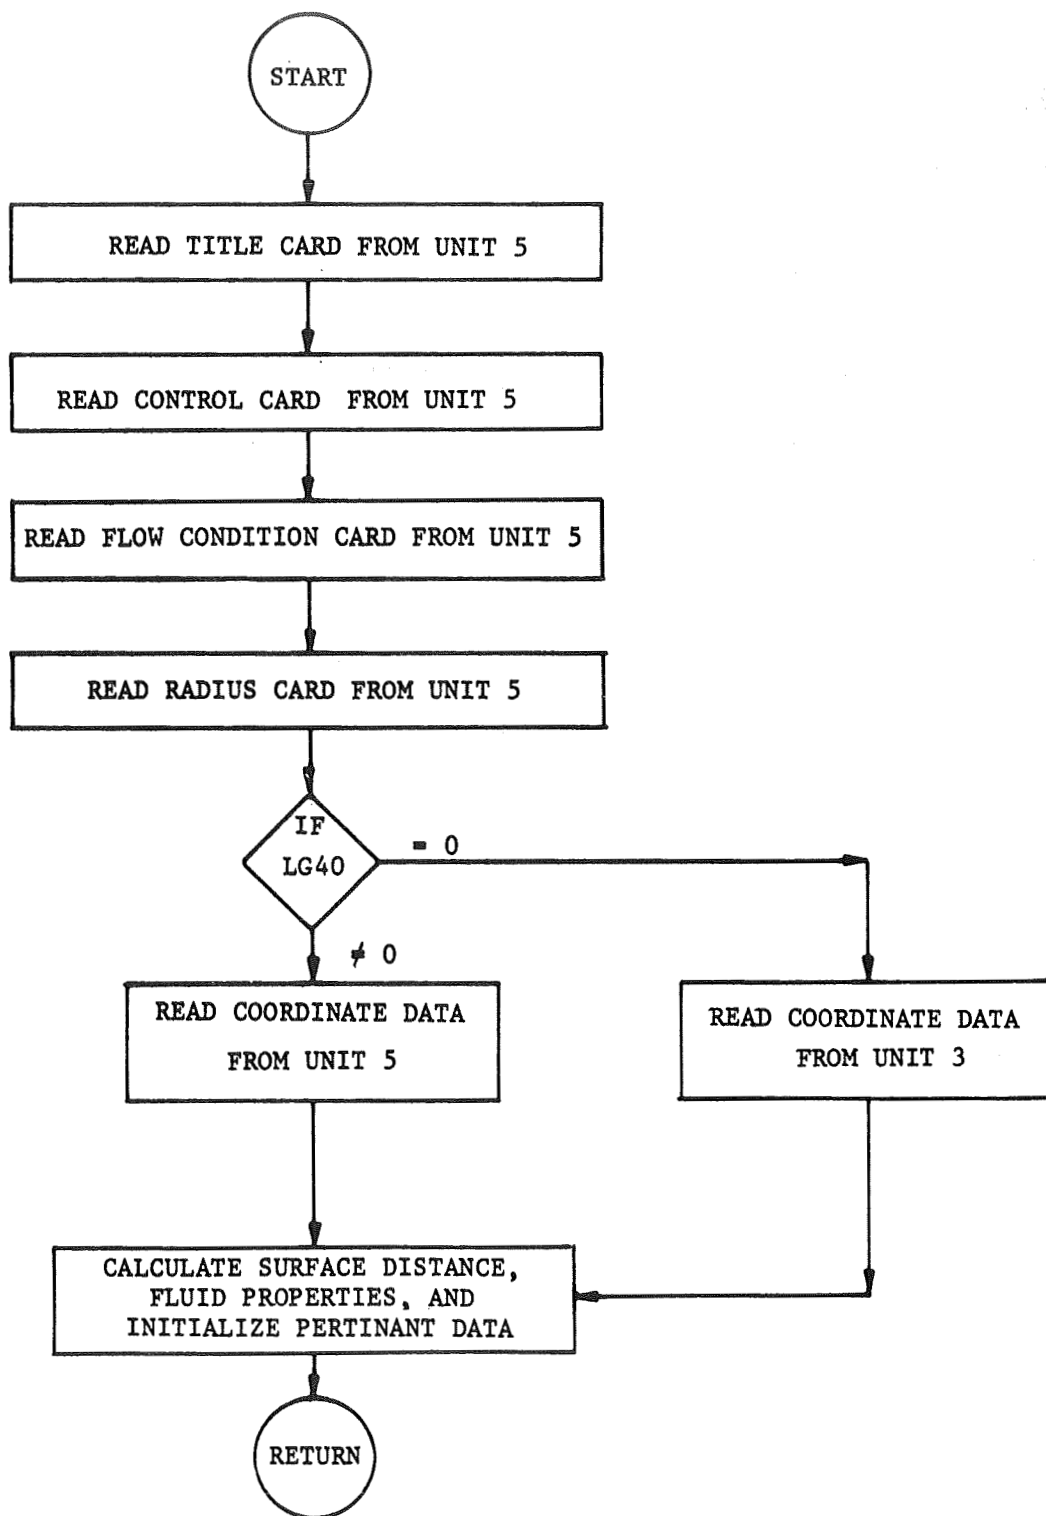 START
READ TITLE CARD FROM UNIT 5
READ CONTROL CARD FROM UNIT 5
READ FLOW CONDITION CARD FROM UNIT 5
READ RADIUS CARD FROM UNIT 5
IF
LG40
= 0
≠ 0
READ COORDINATE DATA
FROM UNIT 5
READ COORDINATE DATA
FROM UNIT 3
CALCULATE SURFACE DISTANCE,
FLUID PROPERTIES, AND
INITIALIZE PERTINANT DATA
RETURN